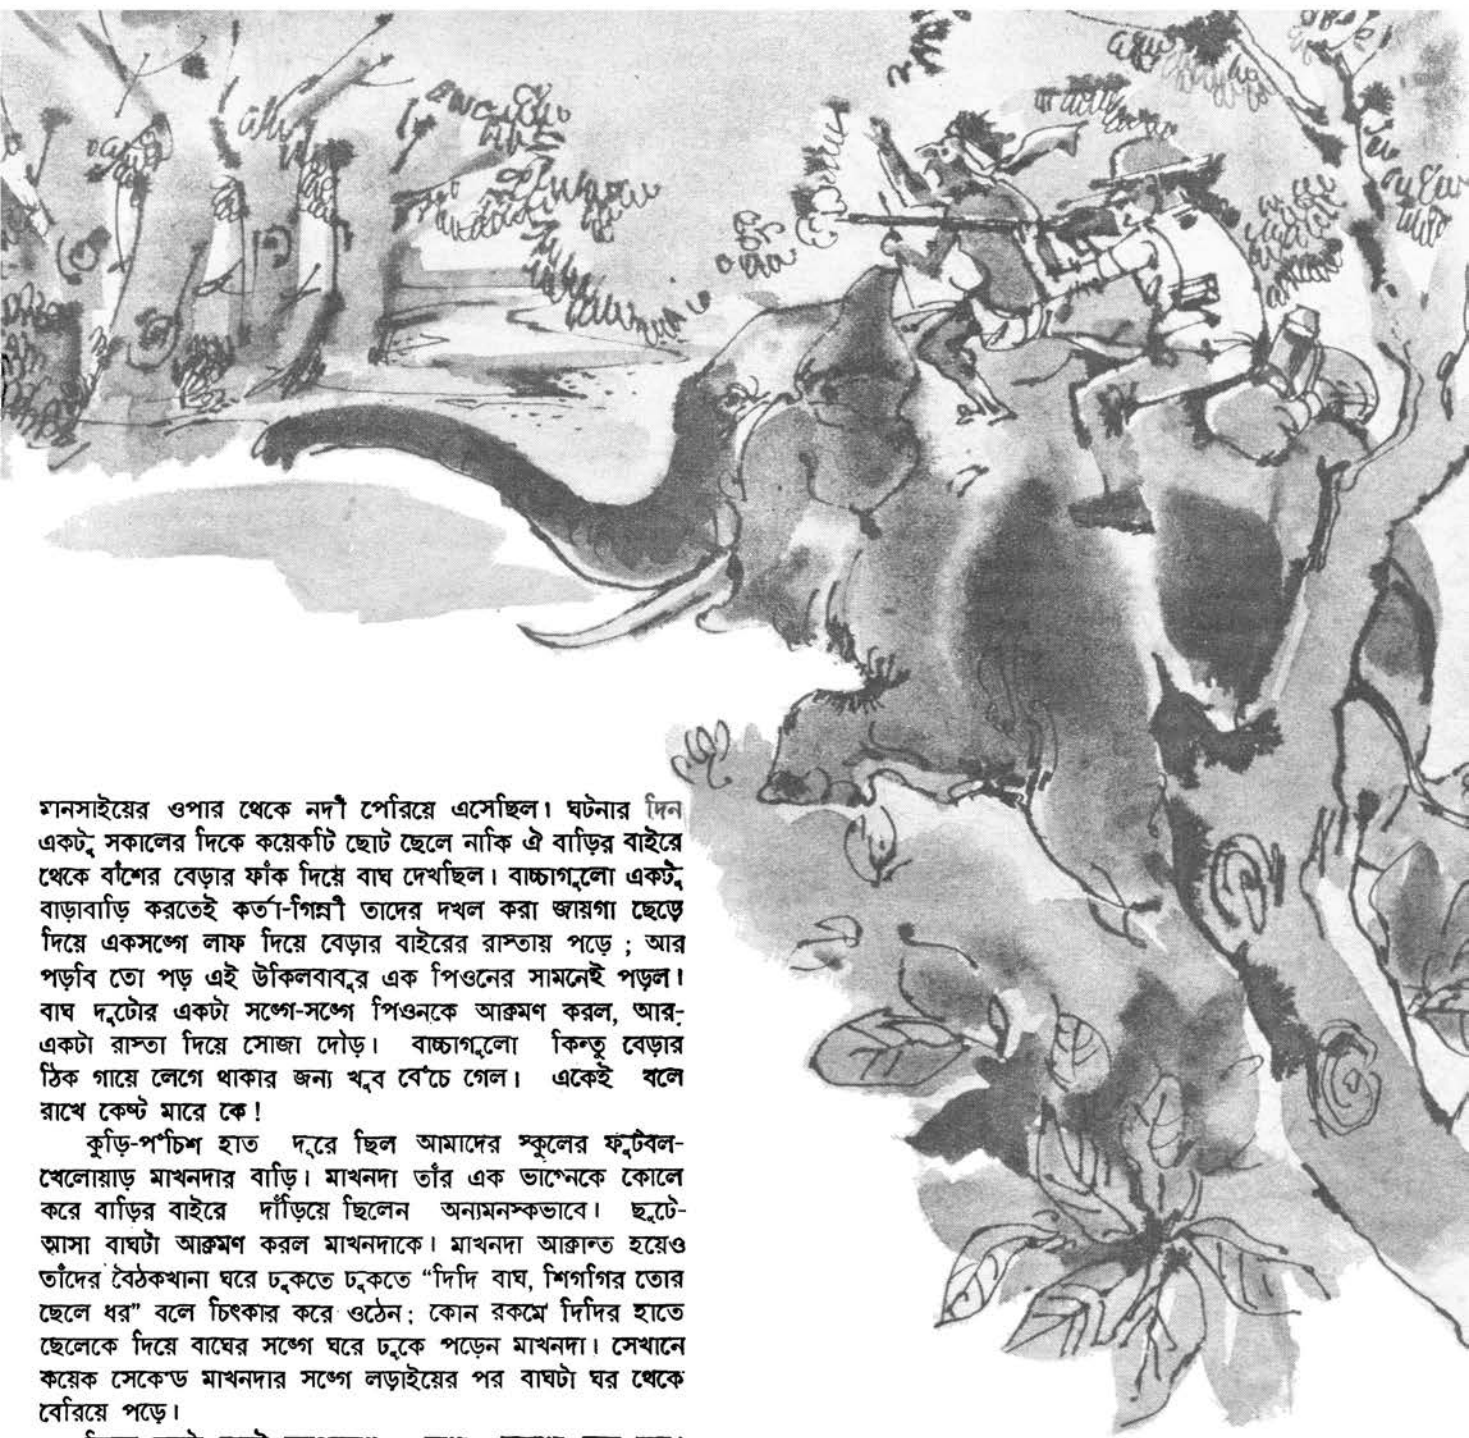 মানসাইয়ের ওপার থেকে নদী পেরিয়ে এসেছিল। ঘটনার দিন
একটু সকালের দিকে কয়েকটি ছোট ছেলে নাকি ঐ বাড়ির বাইরে
থেকে বাঁশের বেড়ার ফাঁক দিয়ে বাঘ দেখছিল। বাচ্চাগুলো একটু
বাড়াবাড়ি করতেই কর্তা-গিন্নী তাদের দখল করা জায়গা ছেড়ে
দিয়ে একসঙ্গে লাফ দিয়ে বেড়ার বাইরের রাস্তায় পড়ে ; আর
পড়বি তো পড় এই উকিলবাবুর এক পিওনের সামনেই পড়ল।
বাঘ দুটোর একটা সঙ্গে-সঙ্গে পিওনকে আক্রমণ করল, আর-
একটা রাস্তা দিয়ে সোজা দৌড়। বাচ্চাগুলো কিন্তু বেড়ার
ঠিক গায়ে লেগে থাকার জন্য খুব বেঁচে গেল। একেই বলে
রাখে কেষ্ট মারে কে !
কুড়ি-পঁচিশ হাত দূরে ছিল আমাদের স্কুলের ফুটবল-
খেলোয়াড় মাখনদার বাড়ি। মাখনদা তাঁর এক ভাগ্নেকে কোলে
করে বাড়ির বাইরে দাঁড়িয়ে ছিলেন অন্যমনস্কভাবে। ছুটে-
আসা বাঘটা আক্রমণ করল মাখনদাকে। মাখনদা আক্রান্ত হয়েও
তাঁদের বৈঠকখানা ঘরে ঢুকতে ঢুকতে “দিদি বাঘ, শিগগির তোর
ছেলে ধর” বলে চিৎকার করে ওঠেন ; কোন রকমে দিদির হাতে
ছেলেকে দিয়ে বাঘের সঙ্গে ঘরে ঢুকে পড়েন মাখনদা। সেখানে
কয়েক সেকেন্ড মাখনদার সঙ্গে লড়াইয়ের পর বাঘটা ঘর থেকে
বেরিয়ে পড়ে।